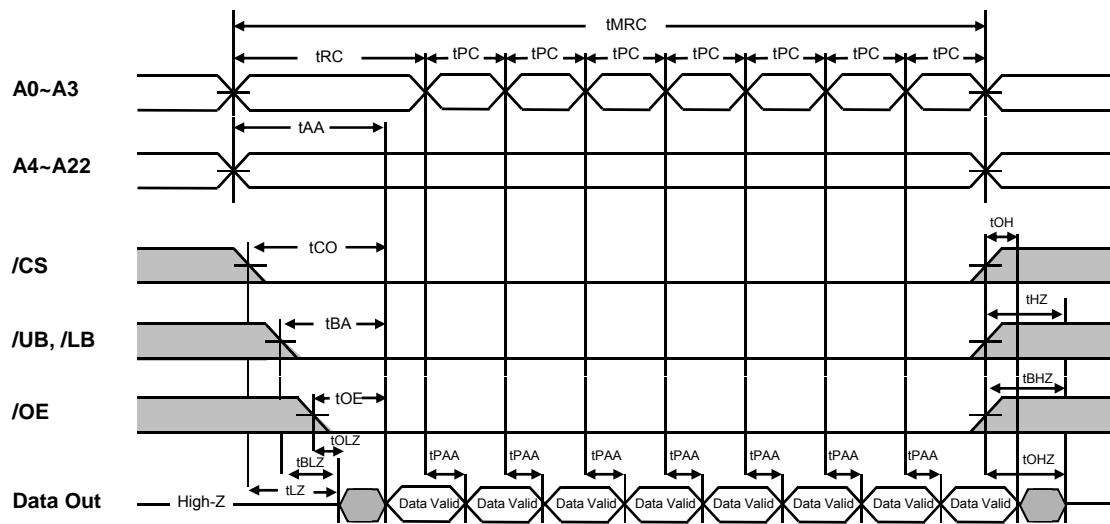 tMRC
tRC tPC tPC tPC tPC tPC tPC tPC
A0~A3
tAA
A4~A22
tOH
tCO
/CS
tHZ
tBA
/UB, /LB
tBHZ
tOE
/OE
tOLZ
tPAA tPAA tPAA tPAA tPAA tPAA tPAA
tBLZ
tOHZ
tLZ
Data Out High-Z Data Valid Data Valid Data Valid Data Valid Data Valid Data Valid Data Valid Data Valid